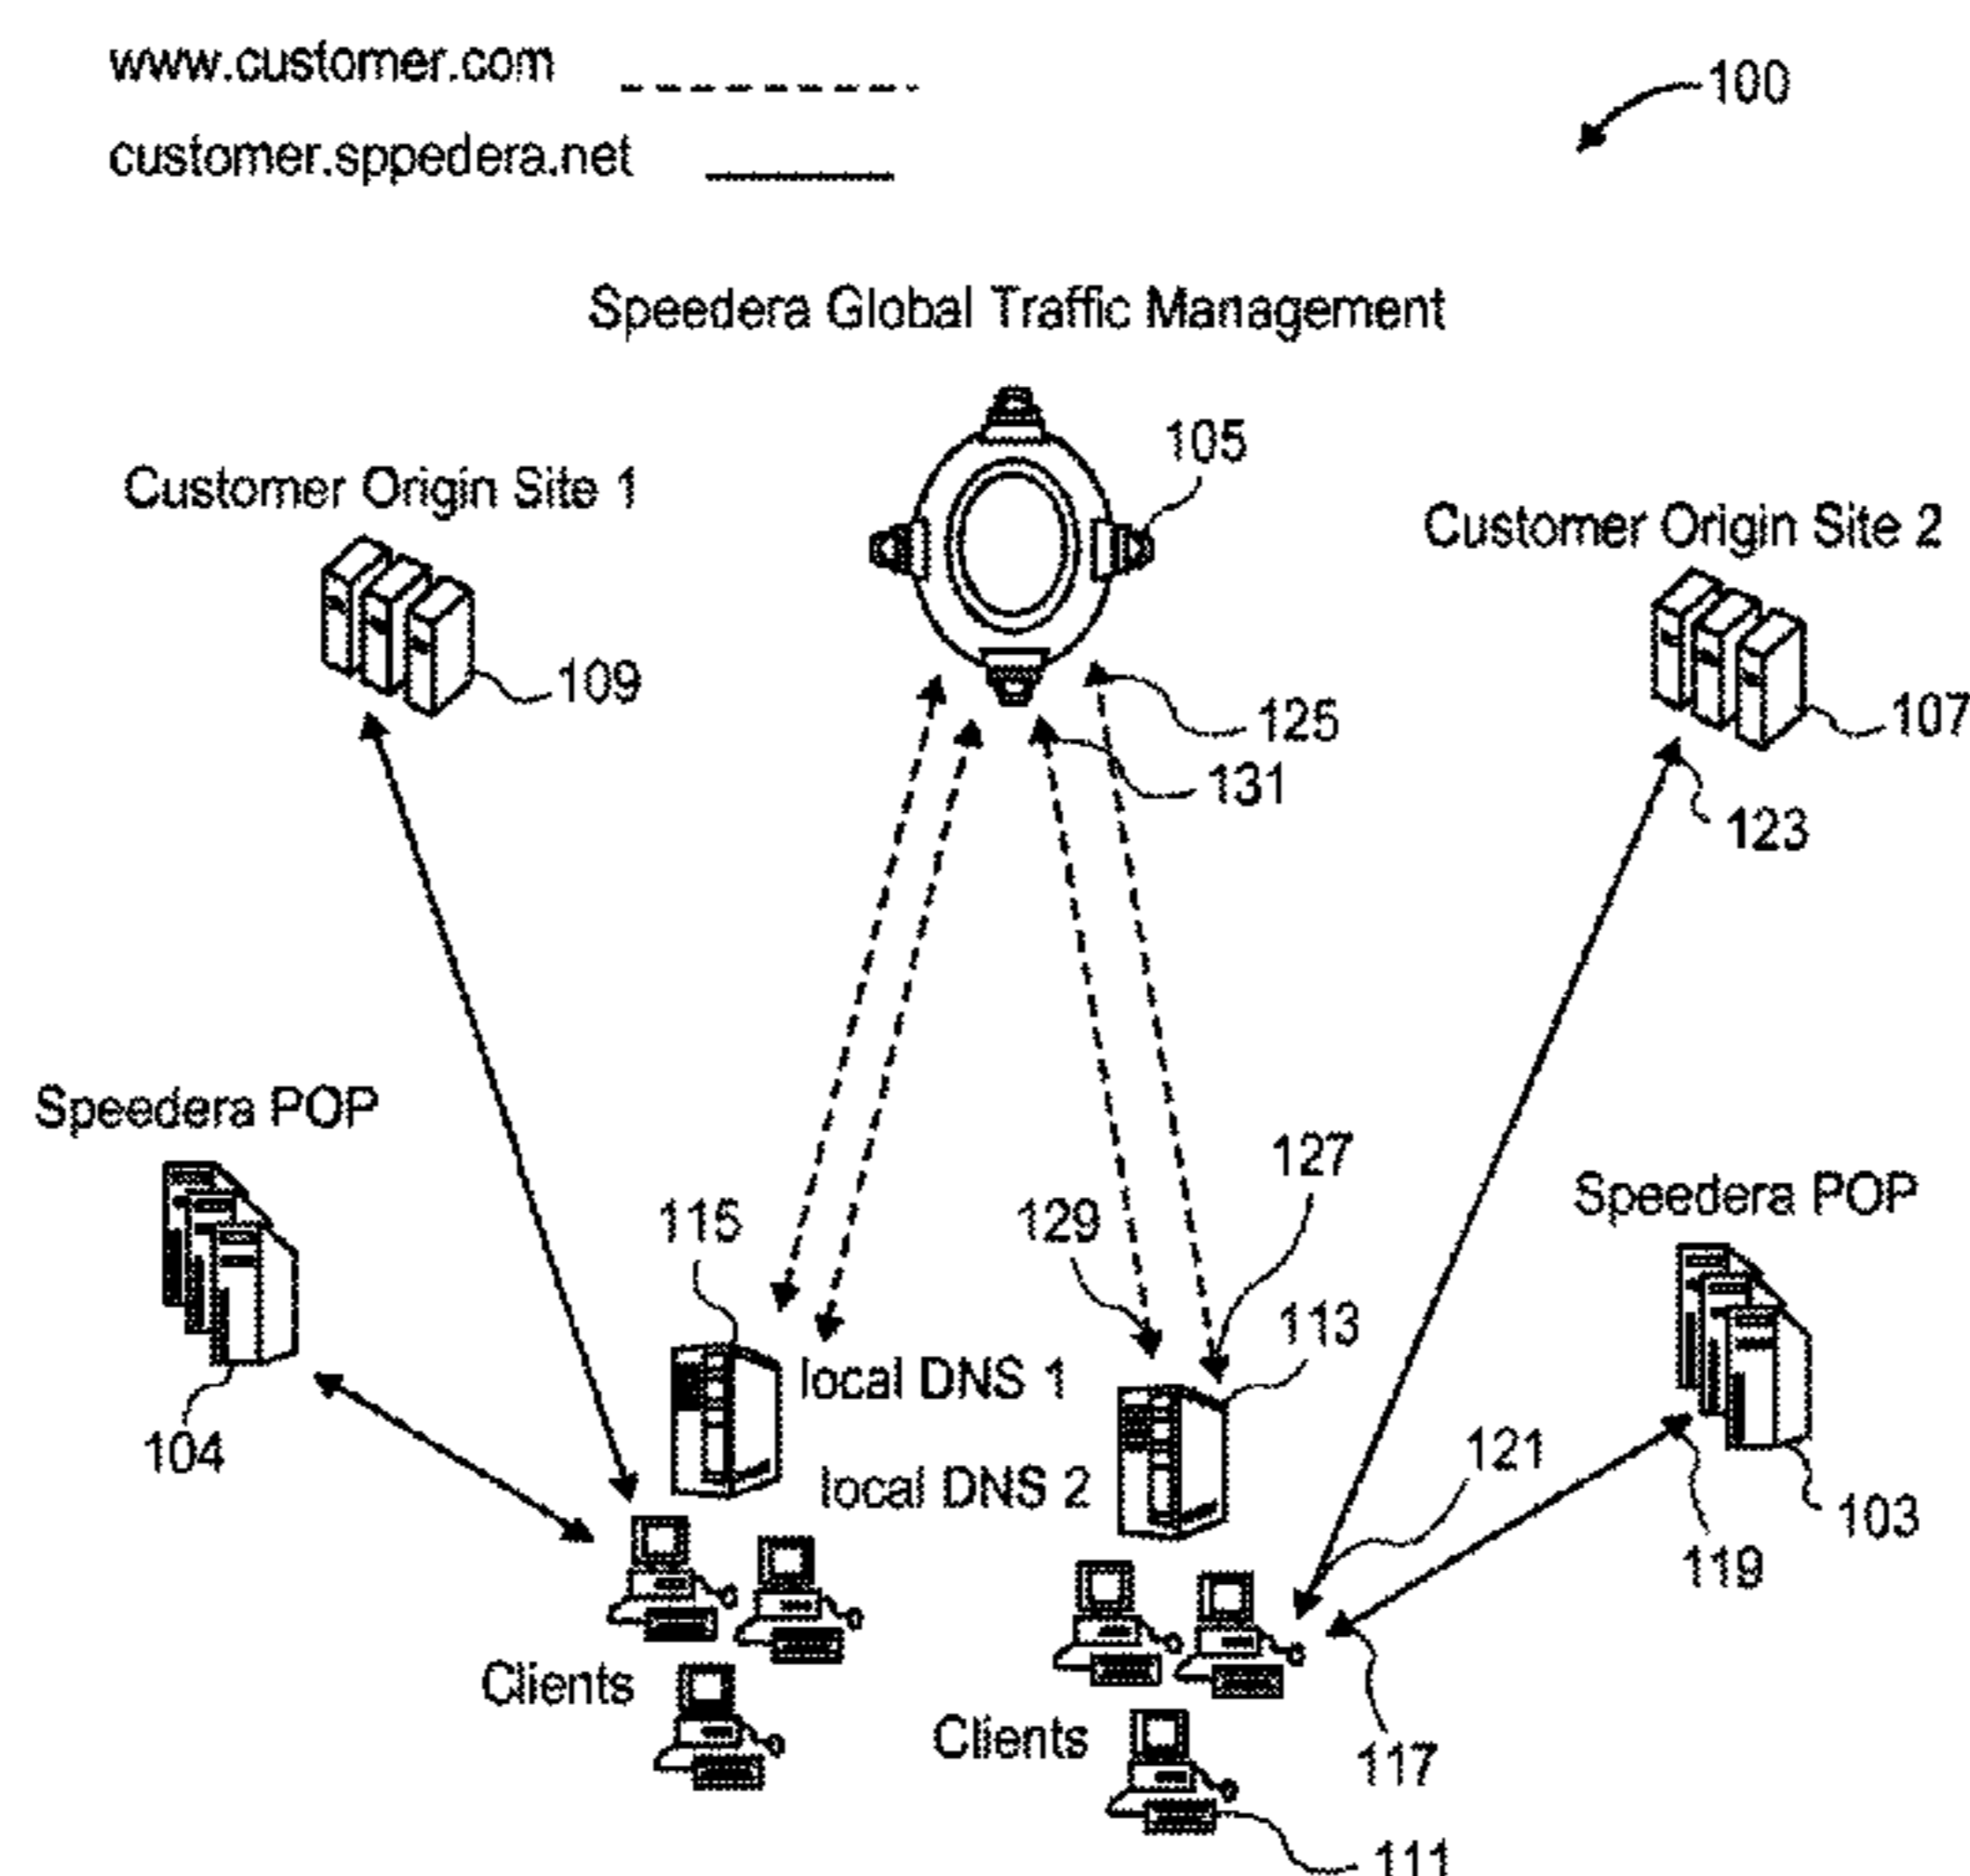 www.customer.com
100
customer.sppedera.net
Speedera Global Traffic Management
105
Customer Origin Site 1
Customer Origin Site 2
109
125
107
131
123
Speedera POP
127
Speedera POP
115
129
113
local DNS 1
104
121
local DNS 2
103
119
Clients
Clients
117
111